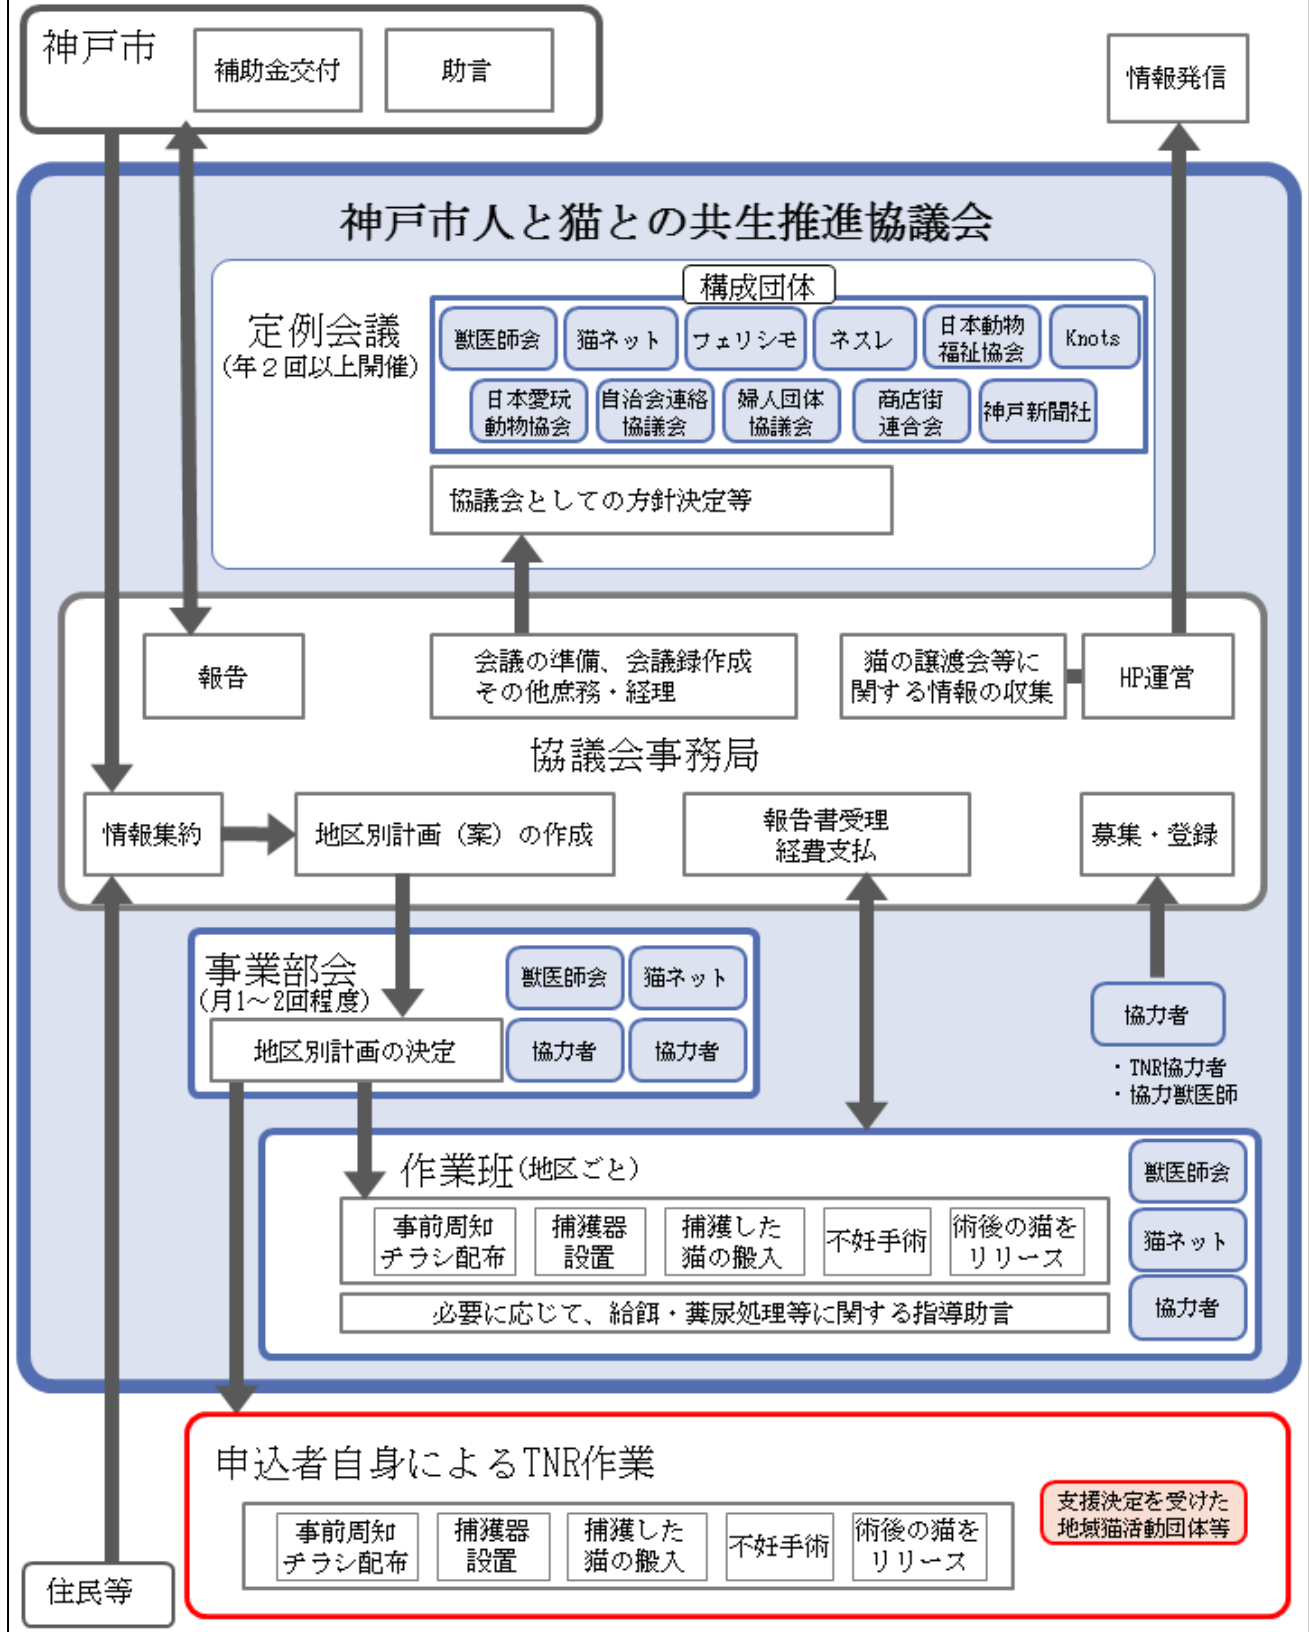 神戸市
補助金交付
助言
情報発信
神戸市人と猫との共生推進協議会
定例会議
(年２回以上開催)
構成団体
獣医師会
猫ネット
フェリシモ
ネスレ
日本動物
福祉協会
Knots
日本愛玩
動物協会
自治会連絡
協議会
婦人団体
協議会
商店街
連合会
神戸新聞社
協議会としての方針決定等
報告
会議の準備、会議録作成
その他庶務・経理
猫の譲渡会等に
関する情報の収集
HP運営
協議会事務局
情報集約
地区別計画（案）の作成
報告書受理
経費支払
募集・登録
事業部会
(月1～2回程度)
獣医師会
猫ネット
地区別計画の決定
協力者
協力者
協力者
・TNR協力者
・協力獣医師
作業班(地区ごと)
事前周知
チラシ配布
捕獲器
設置
捕獲した
猫の搬入
不妊手術
術後の猫を
リリース
必要に応じて、給餌・糞尿処理等に関する指導助言
獣医師会
猫ネット
協力者
申込者自身によるTNR作業
事前周知
チラシ配布
捕獲器
設置
捕獲した
猫の搬入
不妊手術
術後の猫を
リリース
支援決定を受けた
地域猫活動団体等
住民等